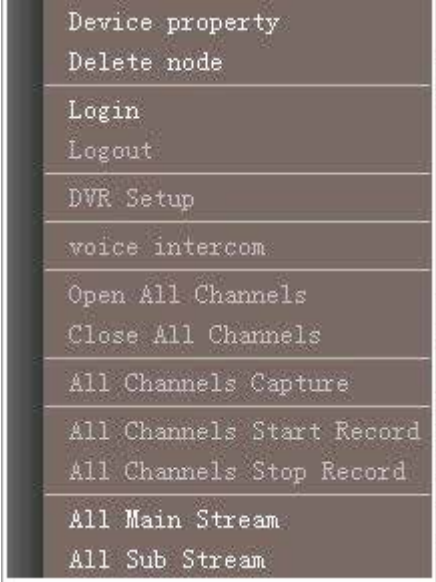 Device property
Delete node
Login
Logout
DVR Setup
voice intercom
Open All Channels
Close All Channels
All Channels Capture
All Channels Start Record
All Channels Stop Record
All Main Stream
All Sub Stream